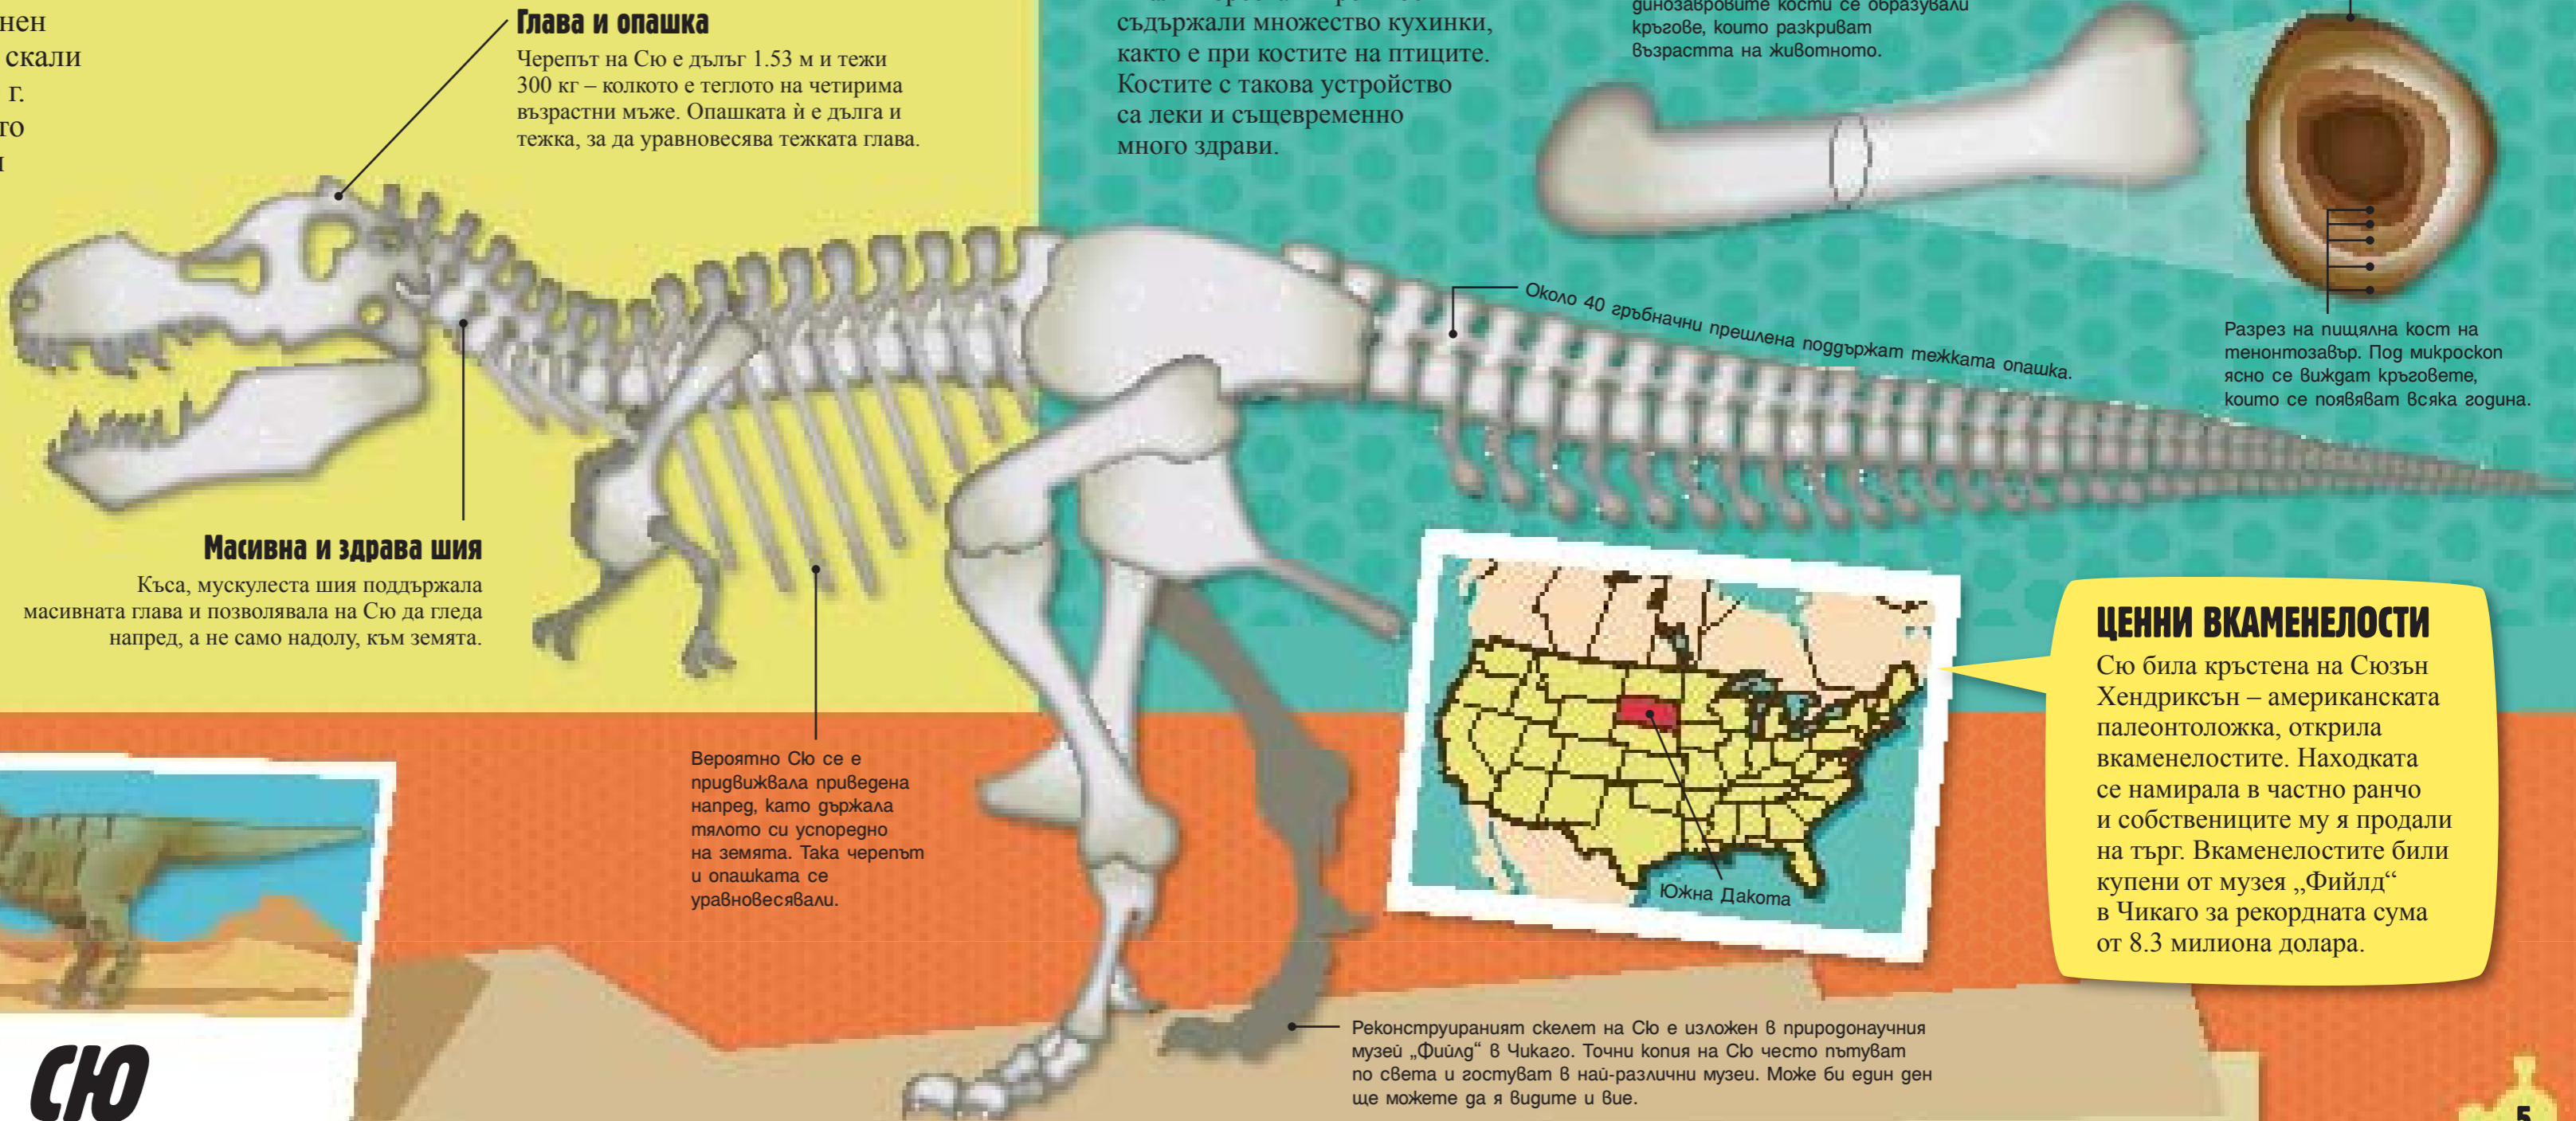 нен
скали
г.
Глава и опашка
Черепът на Сю е дълъг 1.53 м и тежи
300 кг – колкото е теглото на четирима
възрастни мъже. Опашката ѝ е дълга и
тежка, за да уравновесява тежката глава.
съдържали множество кухинки,
както е при костите на птиците.
Костите с такова устройство
са леки и същевременно
много здрави.
динозавровите кости се образували
кръгове, които разкриват
възрастта на животното.
Около 40 гръбначни прешлена поддържат тежката опашка.
Разрез на пищялна кост на
тенонтозавър. Под микроскоп
ясно се виждат кръговете,
които се появяват всяка година.
Масивна и здрава шия
Къса, мускулеста шия поддържала
масивната глава и позволявала на Сю да гледа
напред, а не само надолу, към земята.
Вероятно Сю се е
придвижвала приведена
напред, като държала
тялото си успоредно
на земята. Така черепът
и опашката се
уравновесявали.
Южна Дакота
ЦЕННИ ВКАМЕНЕЛОСТИ
Сю била кръстена на Сюзън
Хендриксън – американската
палеонтоложка, открила
вкаменелостите. Находката
се намирала в частно ранчо
и собствениците му я продали
на търг. Вкаменелостите били
купени от музея „Фийлд“
в Чикаго за рекордната сума
от 8.3 милиона долара.
Реконструираният скелет на Сю е изложен в природонаучния
музей „Фийлд“ в Чикаго. Точни копия на Сю често пътуват
по света и гостуват в най-различни музеи. Може би един ден
ще можете да я видите и вие.
СЮ
5